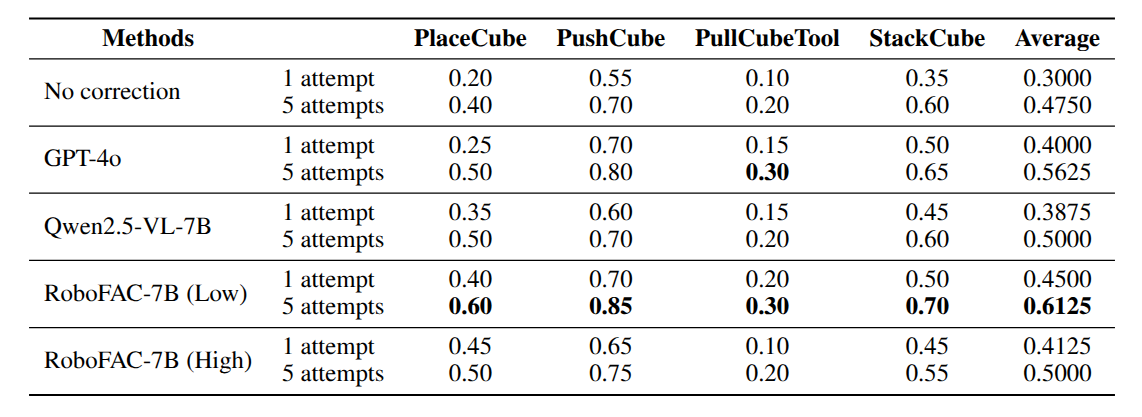 Methods PlaceCube PushCube PullCubeTool StackCube Average
No correction 1 attempt 0.20 0.55 0.10 0.35 0.3000
5 attempts 0.40 0.70 0.20 0.60 0.4750
GPT-4o 1 attempt 0.25 0.70 0.15 0.50 0.4000
5 attempts 0.50 0.80 0.30 0.65 0.5625
Qwen2.5-VL-7B 1 attempt 0.35 0.60 0.15 0.45 0.3875
5 attempts 0.50 0.70 0.20 0.60 0.5000
RoboFAC-7B (Low) 1 attempt 0.40 0.70 0.20 0.50 0.4500
5 attempts 0.60 0.85 0.30 0.70 0.6125
RoboFAC-7B (High) 1 attempt 0.45 0.65 0.10 0.45 0.4125
5 attempts 0.50 0.75 0.20 0.55 0.5000